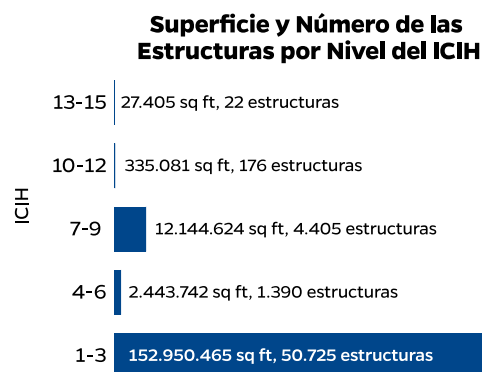 Superficie y Número de las
Estructuras por Nivel del ICIH
13-15 27.405 sq ft, 22 estructuras
10-12 335.081 sq ft, 176 estructuras
ICIH
7-9 12.144.624 sq ft, 4.405 estructuras
4-6 2.443.742 sq ft, 1.390 estructuras
1-3 152.950.465 sq ft, 50.725 estructuras